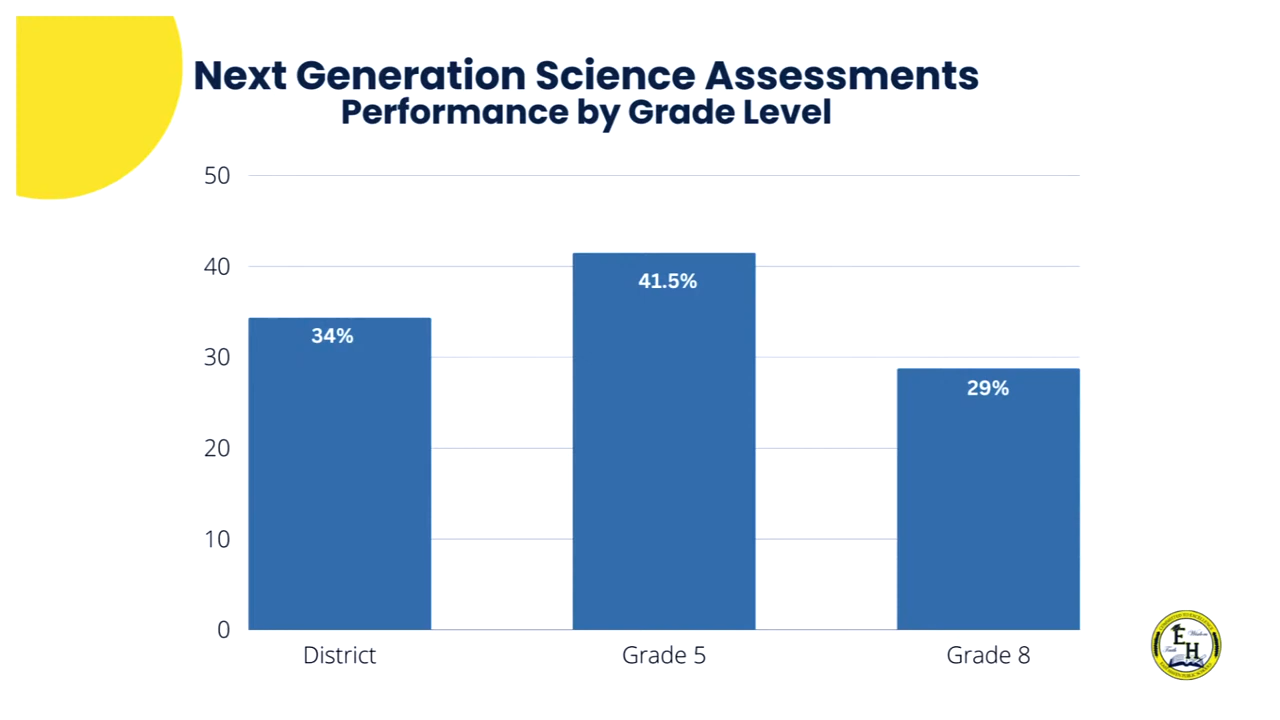 Next Generation Science Assessments
Performance by Grade Level
50
40
30
20
10
0
34%
41.5%
29%
District
Grade 5
Grade 8
E
H